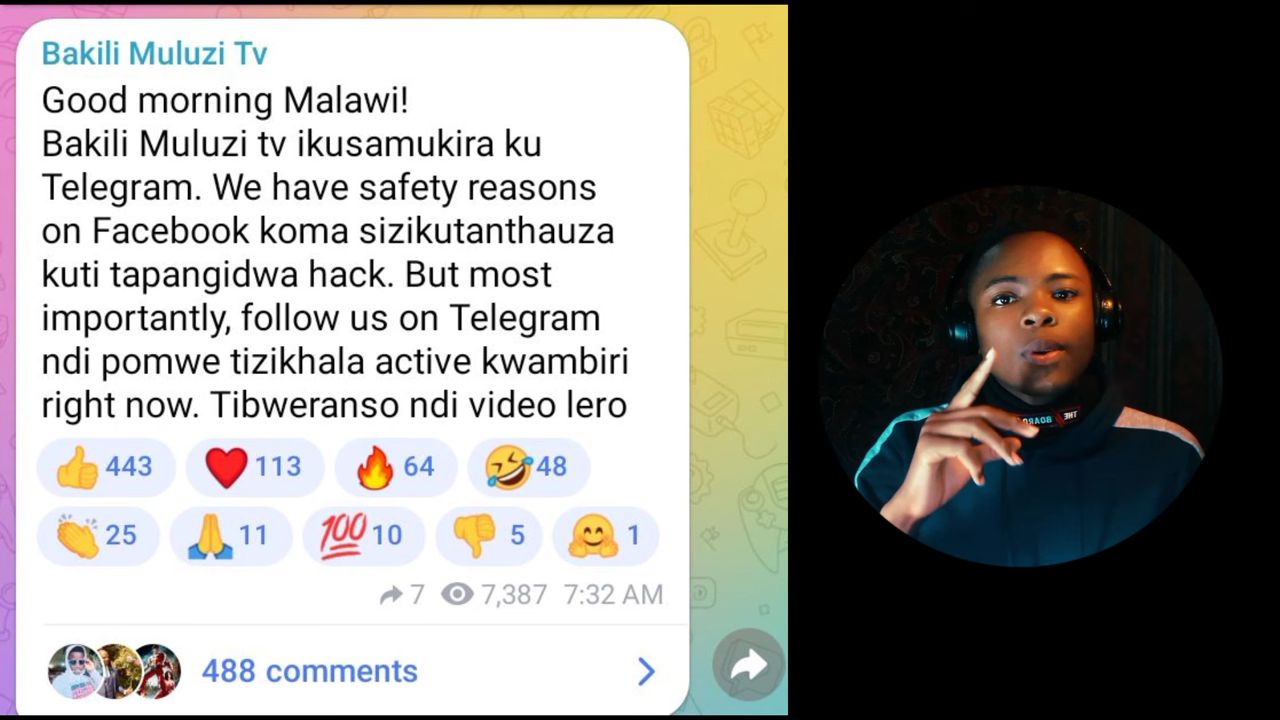 Bakili Muluzi Tv
Good morning Malawi!
Bakili Muluzi tv ikusamukira ku
Telegram. We have safety reasons
on Facebook koma sizikutanthauza
kuti tapangidwa hack. But most
importantly, follow us on Telegram
ndi pomwe tizikhala active kwambiri
right now. Tibweranso ndi video lero
443 113 64 48
25 11 100 10 5 1
7 7,387 7:32 AM
488 comments
THE BOARD